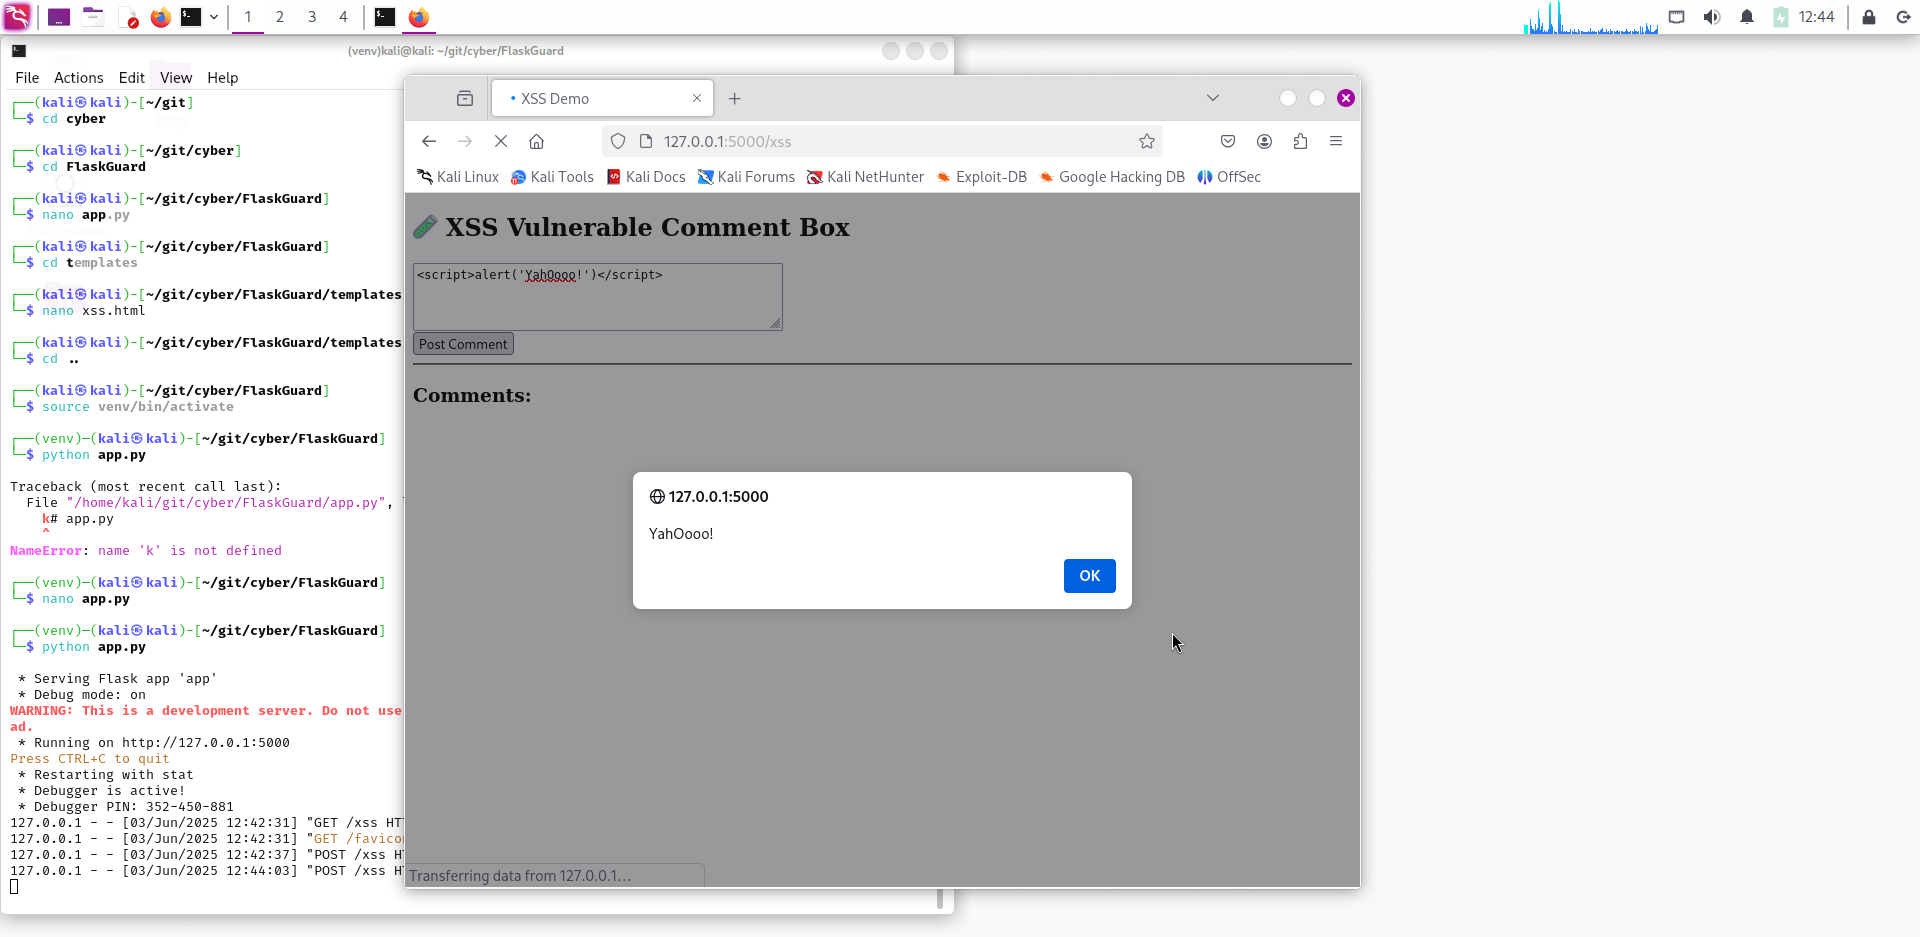 1 2 3 4
12:44
(venv)kali@kali: ~/git/cyber/FlaskGuard
File Actions Edit View Help
┌──(kali㉿kali)-[~/git]
└─$ cd cyber
┌──(kali㉿kali)-[~/git/cyber]
└─$ cd FlaskGuard
┌──(kali㉿kali)-[~/git/cyber/FlaskGuard]
└─$ nano app.py
┌──(kali㉿kali)-[~/git/cyber/FlaskGuard]
└─$ cd templates
┌──(kali㉿kali)-[~/git/cyber/FlaskGuard/templates
└─$ nano xss.html
┌──(kali㉿kali)-[~/git/cyber/FlaskGuard/templates
└─$ cd ..
┌──(kali㉿kali)-[~/git/cyber/FlaskGuard]
└─$ source venv/bin/activate
┌──(venv)─(kali㉿kali)-[~/git/cyber/FlaskGuard]
└─$ python app.py
Traceback (most recent call last):
File "/home/kali/git/cyber/FlaskGuard/app.py",
k# app.py
^
NameError: name 'k' is not defined
┌──(venv)─(kali㉿kali)-[~/git/cyber/FlaskGuard]
└─$ nano app.py
┌──(venv)─(kali㉿kali)-[~/git/cyber/FlaskGuard]
└─$ python app.py
* Serving Flask app 'app'
* Debug mode: on
WARNING: This is a development server. Do not use
ad.
* Running on http://127.0.0.1:5000
Press CTRL+C to quit
* Restarting with stat
* Debugger is active!
* Debugger PIN: 352-450-881
127.0.0.1 - - [03/Jun/2025 12:42:31] "GET /xss HT
127.0.0.1 - - [03/Jun/2025 12:42:31] "GET /favico
127.0.0.1 - - [03/Jun/2025 12:42:37] "POST /xss H
127.0.0.1 - - [03/Jun/2025 12:44:03] "POST /xss H
XSS Demo
127.0.0.1:5000/xss
Kali Linux Kali Tools Kali Docs Kali Forums Kali NetHunter Exploit-DB Google Hacking DB OffSec
XSS Vulnerable Comment Box
<script>alert('YahOooo!')</script>
Post Comment
Comments:
127.0.0.1:5000
YahOooo!
OK
Transferring data from 127.0.0.1…